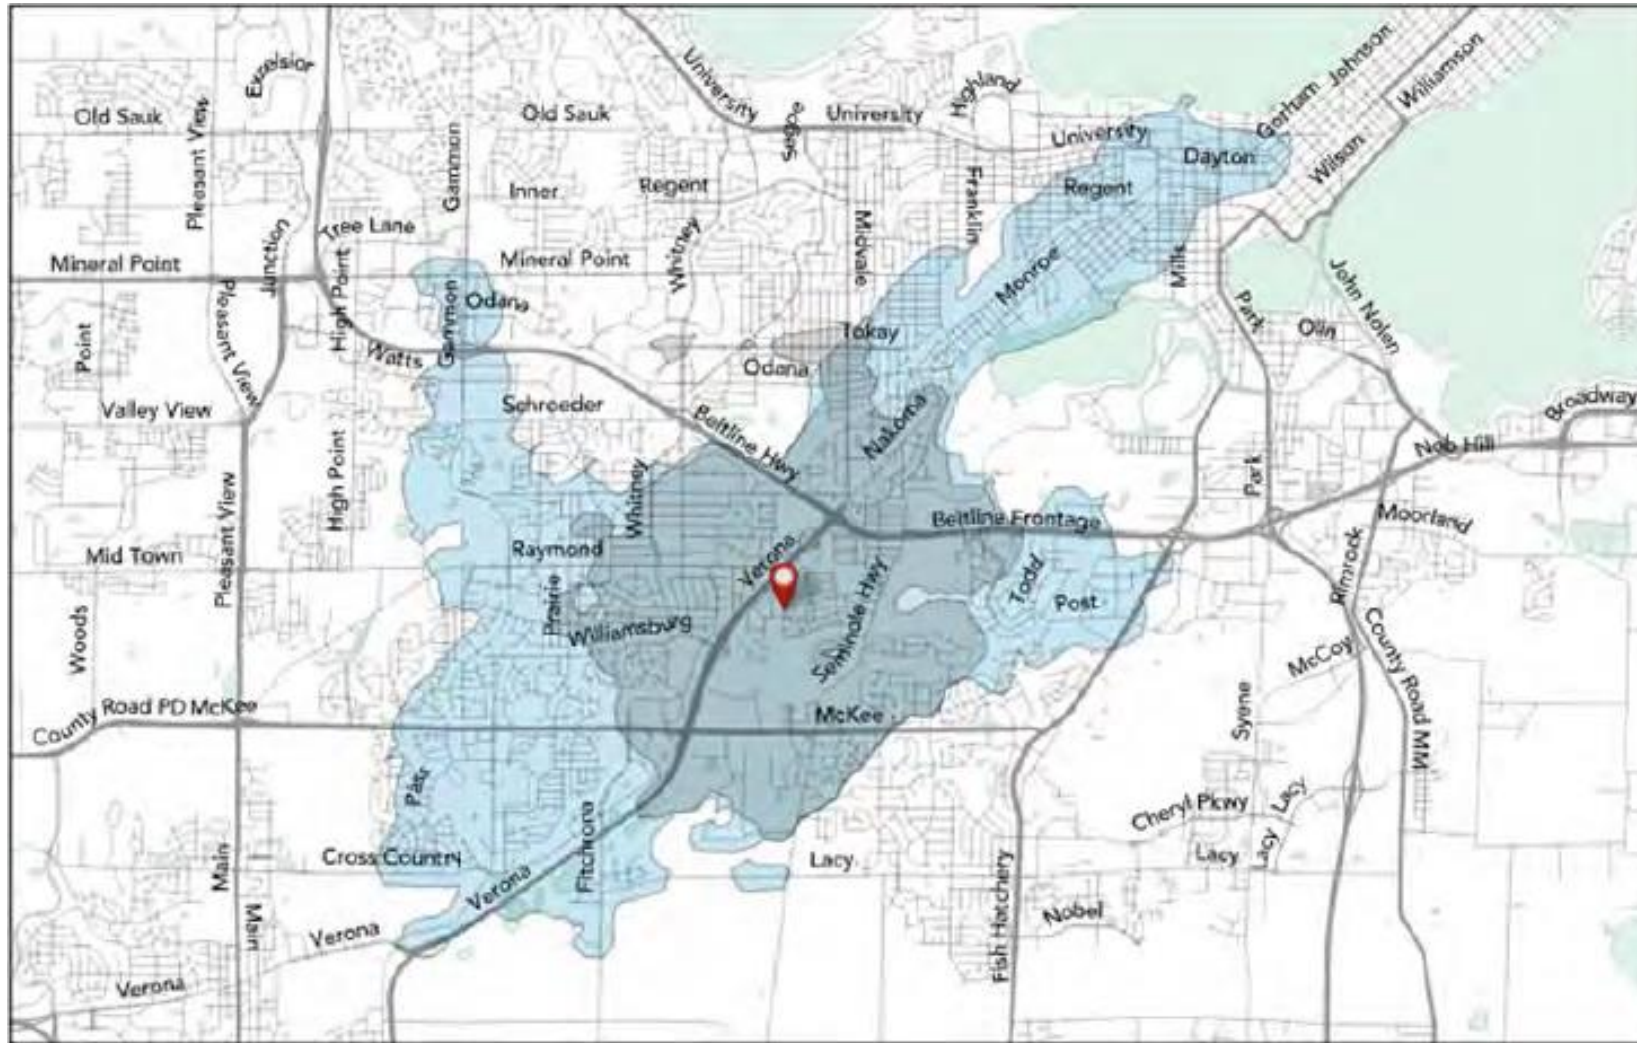 Excelsior
Old Sauk
Pleasant View
Gammon
Old Sauk
University
Segoe
University
Highland
University
Gorham
Johnson
Williamson
Wilson
Dayton
Regent
Inner
Regent
Franklin
Tree Lane
Junction
Mineral Point
High Point
Mineral Point
Whitney
Midvale
Monroe
Mills
John Nolen
Odana
Gammon
Pleasant View
Point
Watts
Tokay
Odana
Park
Olin
Valley View
Schroeder
Beltline Hwy
Nakoma
Broadway
Nob Hill
High Point
Whitney
Park
Pleasant View
Mid Town
Raymond
Verona
Beltline Frontage
Moorland
Rimrock
Prairie
Williamsburg
Seminole Hwy
Todd
Post
Woods
McCoy
County Road MM
Syene
County Road PD McKee
McKee
Pass
Cheryl Pkwy
Lacy
Lacy
Lacy
Cross Country
Fitchrona
Lacy
Main
Verona
Fish Hatchery
Nobel
Main
Verona
Verona